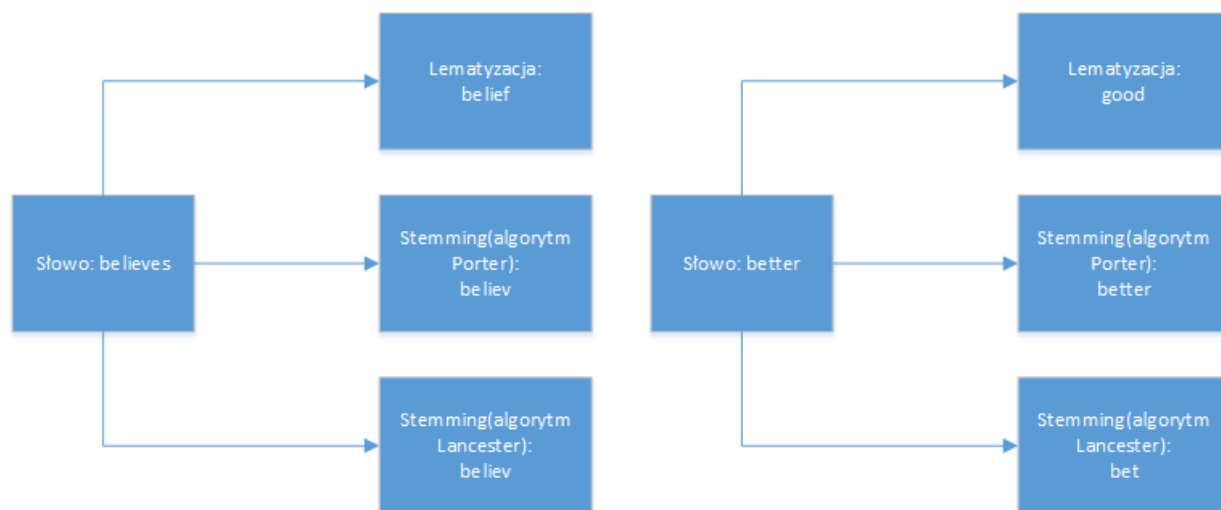 Lematyzacja:
belief
Słowo: believes
Stemming(algorytm
Porter):
believ
Stemming(algorytm
Lancester):
believ
Lematyzacja:
good
Słowo: better
Stemming(algorytm
Porter):
better
Stemming(algorytm
Lancester):
bet